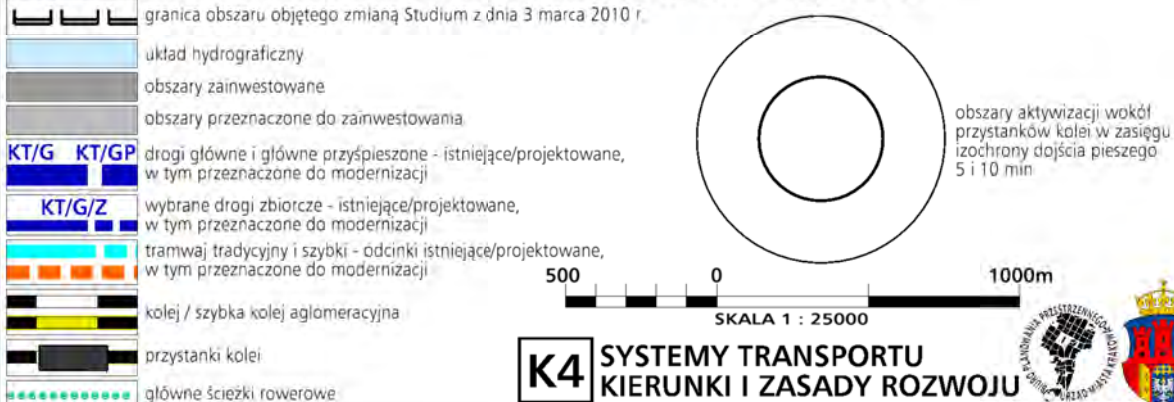 granica obszaru objętego zmianą Studium z dnia 3 marca 2010 r.
układ hydrograficzny
obszary zainwestowane
obszary przeznaczone do zainwestowania
KT/G KT/GP
drogi główne i główne przyśpieszone - istniejące/projektowane,
w tym przeznaczone do modernizacji
KT/G/Z
wybrane drogi zbiorcze - istniejące/projektowane,
w tym przeznaczone do modernizacji
tramwaj tradycyjny i szybki - odcinki istniejące/projektowane,
w tym przeznaczone do modernizacji
kolej / szybka kolej aglomeracyjna
przystanki kolei
główne ścieżki rowerowe
obszary aktywizacji wokół
przystanków kolei w zasięgu
izochrony dojścia pieszego
5 i 10 min
500 0 1000m
SKALA 1 : 25000
K4 SYSTEMY TRANSPORTU
KIERUNKI I ZASADY ROZWOJU